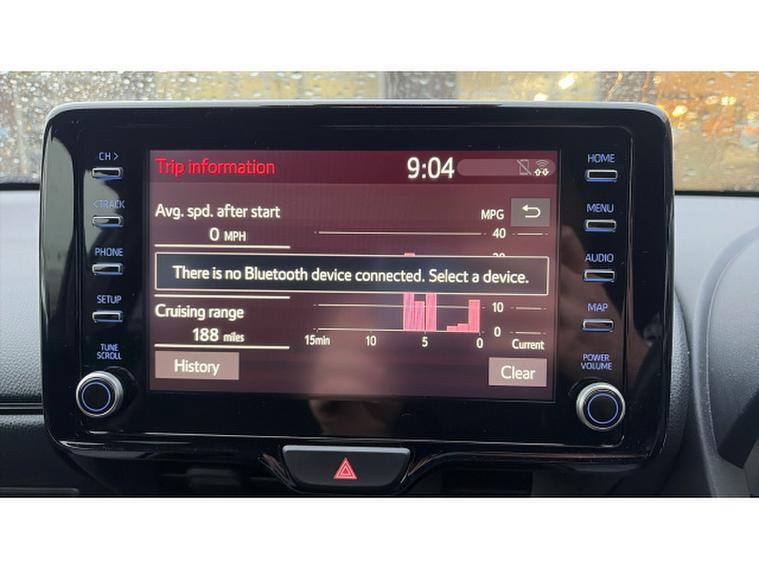 CH >
< TRACK
PHONE
SETUP
TUNE
SCROLL
Trip information
9:04
Avg. spd. after start
0 MPH
MPG
40
There is no Bluetooth device connected. Select a device.
Cruising range
188 miles
10
0
15min 10 5 0 Current
History
Clear
HOME
MENU
AUDIO
MAP
POWER
VOLUME